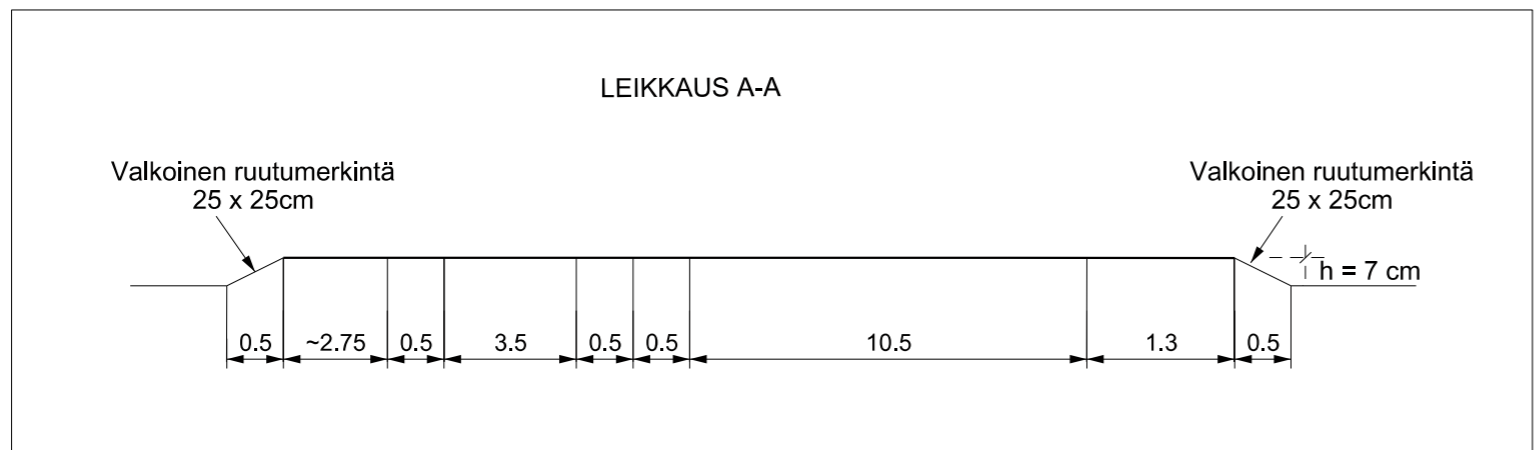 LEIKKAUS A-A
Valkoinen ruutumerkintä
25 x 25cm
Valkoinen ruutumerkintä
25 x 25cm
h = 7 cm
0.5 ~2.75 0.5 3.5 0.5 0.5 10.5 1.3 0.5